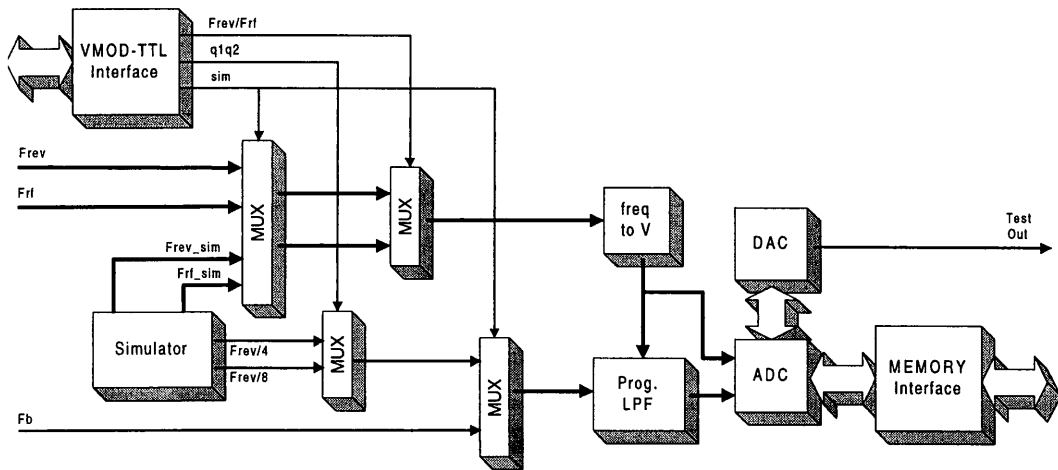 Frev/Frf
VMOD-TTL
Interface
q1q2
sim
Frev
Frf
MUX
MUX
freq
to V
DAC
Test
Out
Frev_sim
Frf_sim
Simulator
Frev/4
Frev/8
MUX
MUX
Prog.
LPF
ADC
MEMORY
Interface
Fb